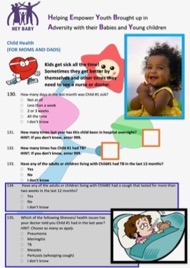 HEY BABY
Helping Empower Youth Brought up in
Adversity with their Babies and Young children
Child Health
(FOR MOMS AND DADS)
Kids get sick all the time!
Sometimes they get better by
themselves and other times they
need to see a nurse or doctor.
130. How many days in the last month was Child #1 sick?
Not at all
Less than a week
2 or 3 weeks
All the time
I don't know
131. How many times last year has this child been in hospital overnight?
HINT: If you don't know, enter 999.
132. How many times has Child #1 had TB?
HINT: If you don't know, enter 999.
133. Have any of the adults or children living with Child#1 had TB in the last 12 months?
Yes
No
I don't know
134. Have any of the adults or children living with Child#1 had a cough that lasted for more than
two weeks in the last 12 months?
Yes
No
I don't know
135. Which of the following illnesses/ health issues has
your doctor told you Child #1 had in the last year?
HINT: Choose as many as apply.
Pneumonia
Meningitis
TB
Measles
Pertussis (whooping cough)
I don't know